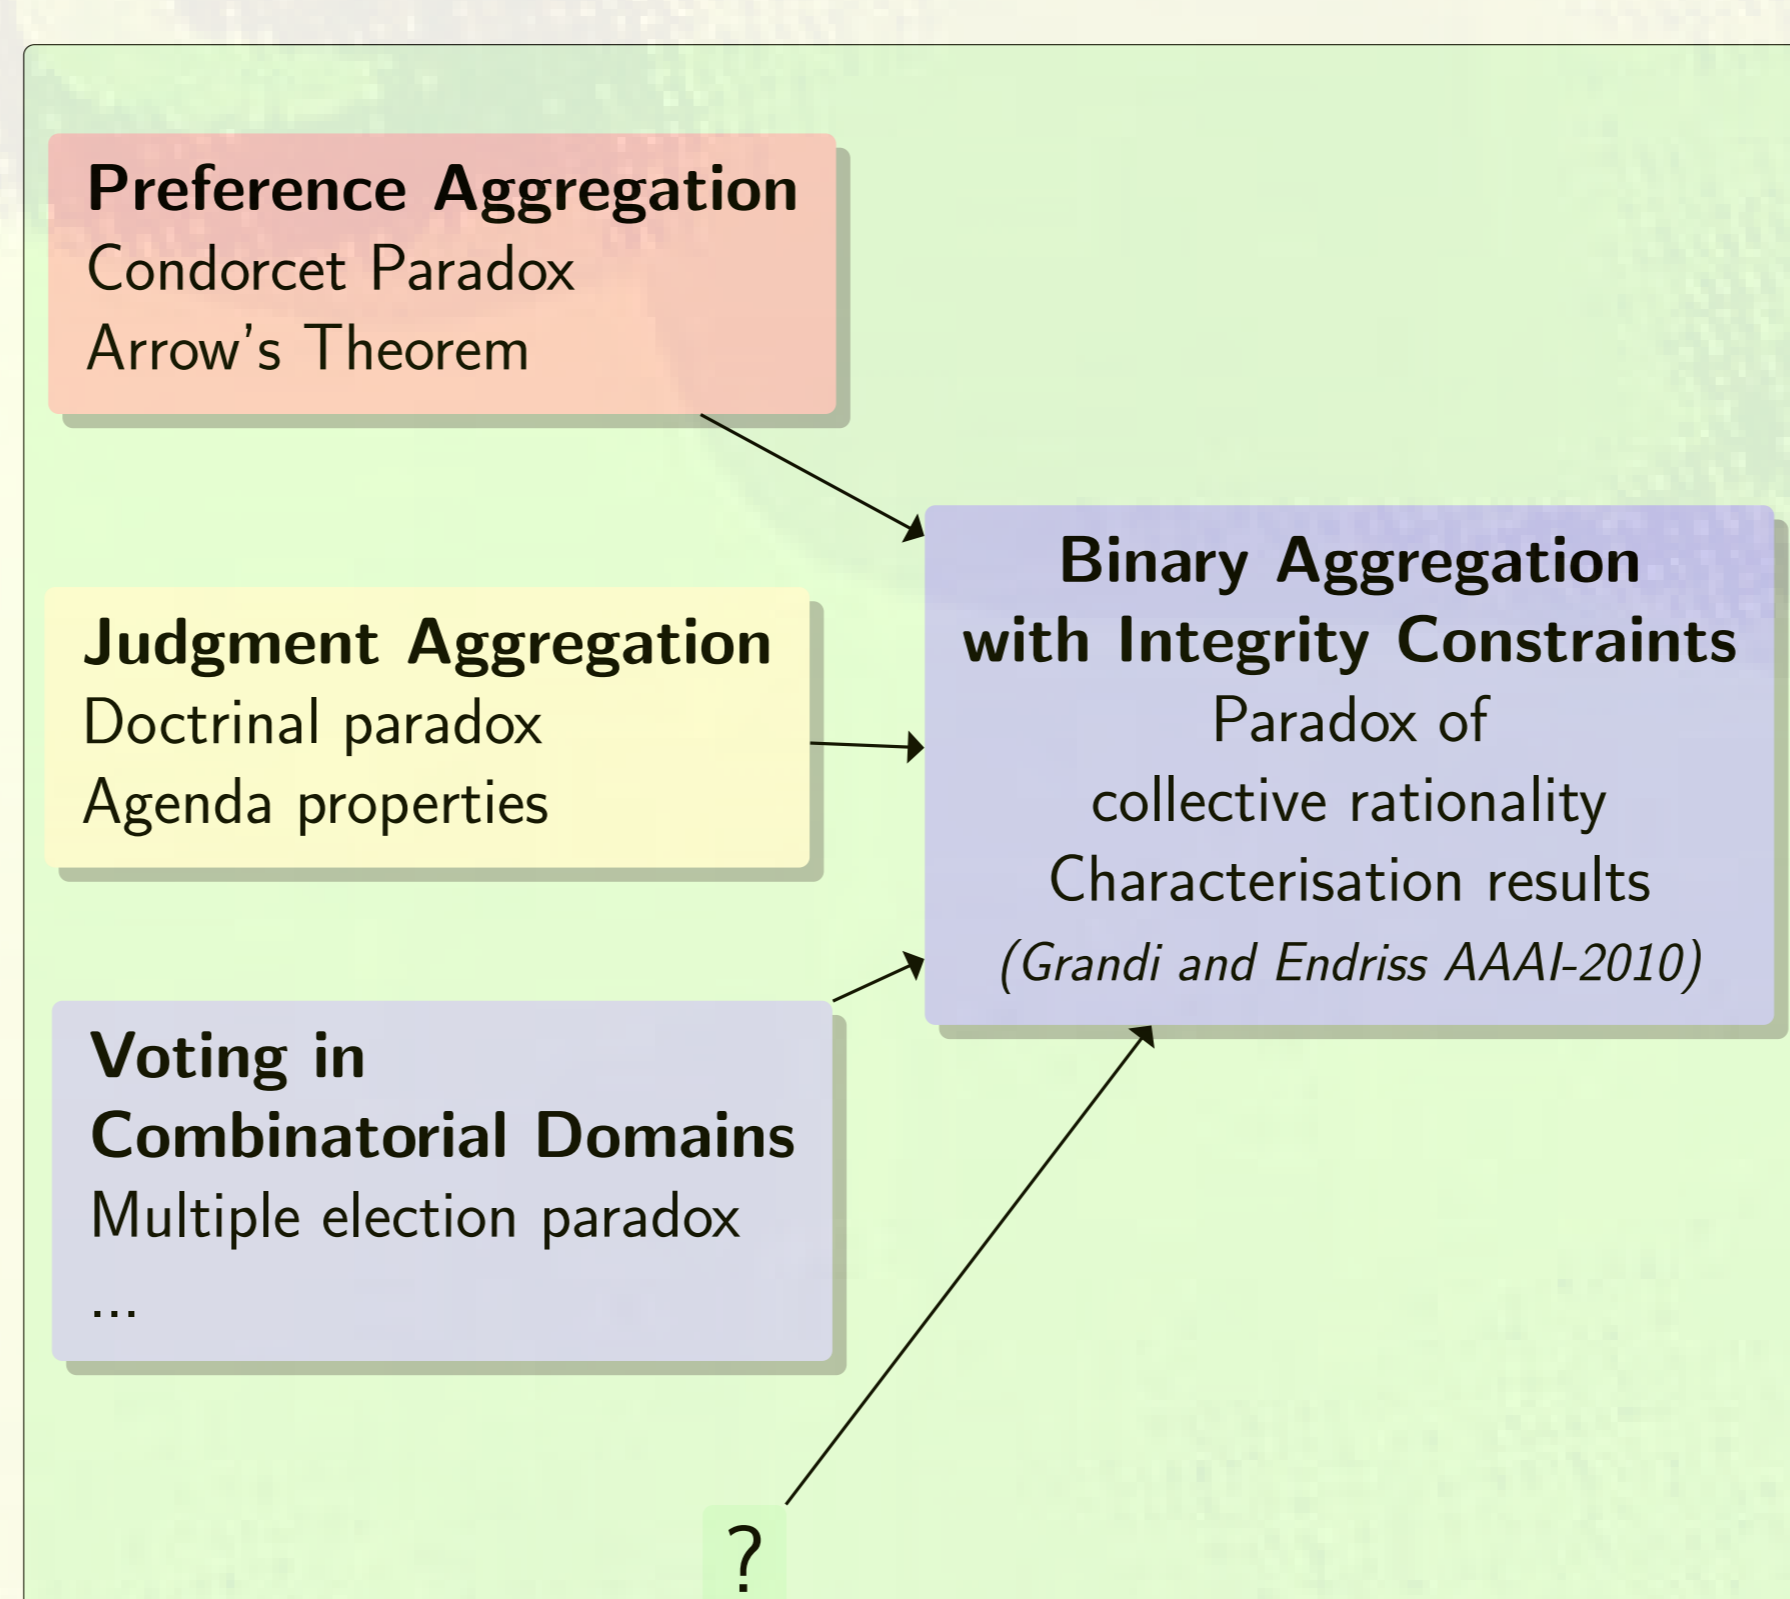 Preference Aggregation
Condorcet Paradox
Arrow's Theorem
Judgment Aggregation
Doctrinal paradox
Agenda properties
Voting in
Combinatorial Domains
Multiple election paradox
...
Binary Aggregation
with Integrity Constraints
Paradox of
collective rationality
Characterisation results
(Grandi and Endriss AAAI-2010)
?